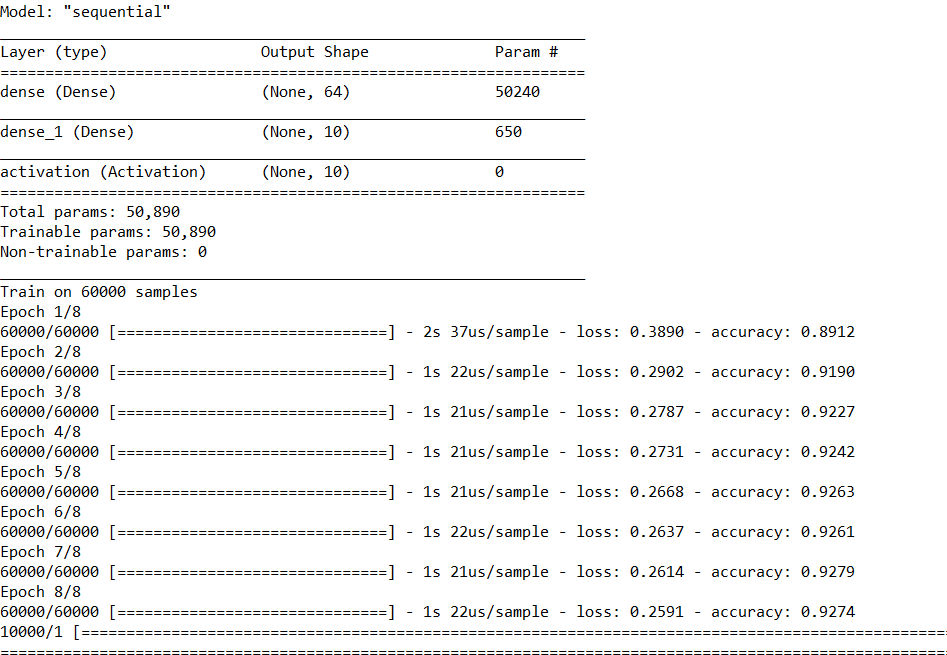 Model: "sequential"
_________________________________________________________________
Layer (type)                 Output Shape              Param #
=================================================================
dense (Dense)                (None, 64)                50240
_________________________________________________________________
dense_1 (Dense)              (None, 10)                650
_________________________________________________________________
activation (Activation)      (None, 10)                0
=================================================================
Total params: 50,890
Trainable params: 50,890
Non-trainable params: 0
_________________________________________________________________
Train on 60000 samples
Epoch 1/8
60000/60000 [==============================] - 2s 37us/sample - loss: 0.3890 - accuracy: 0.8912
Epoch 2/8
60000/60000 [==============================] - 1s 22us/sample - loss: 0.2902 - accuracy: 0.9190
Epoch 3/8
60000/60000 [==============================] - 1s 21us/sample - loss: 0.2787 - accuracy: 0.9227
Epoch 4/8
60000/60000 [==============================] - 1s 21us/sample - loss: 0.2731 - accuracy: 0.9242
Epoch 5/8
60000/60000 [==============================] - 1s 21us/sample - loss: 0.2668 - accuracy: 0.9263
Epoch 6/8
60000/60000 [==============================] - 1s 22us/sample - loss: 0.2637 - accuracy: 0.9261
Epoch 7/8
60000/60000 [==============================] - 1s 21us/sample - loss: 0.2614 - accuracy: 0.9279
Epoch 8/8
60000/60000 [==============================] - 1s 22us/sample - loss: 0.2591 - accuracy: 0.9274
10000/1 [================================================================================================
=========================================================================================================